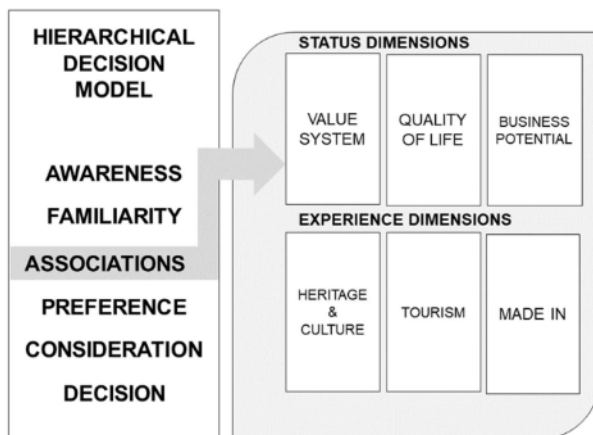 HIERARCHICAL
DECISION
MODEL
AWARENESS
FAMILIARITY
ASSOCIATIONS
PREFERENCE
CONSIDERATION
DECISION
STATUS DIMENSIONS
VALUE
SYSTEM
QUALITY
OF LIFE
BUSINESS
POTENTIAL
EXPERIENCE DIMENSIONS
HERITAGE
&
CULTURE
TOURISM
MADE IN